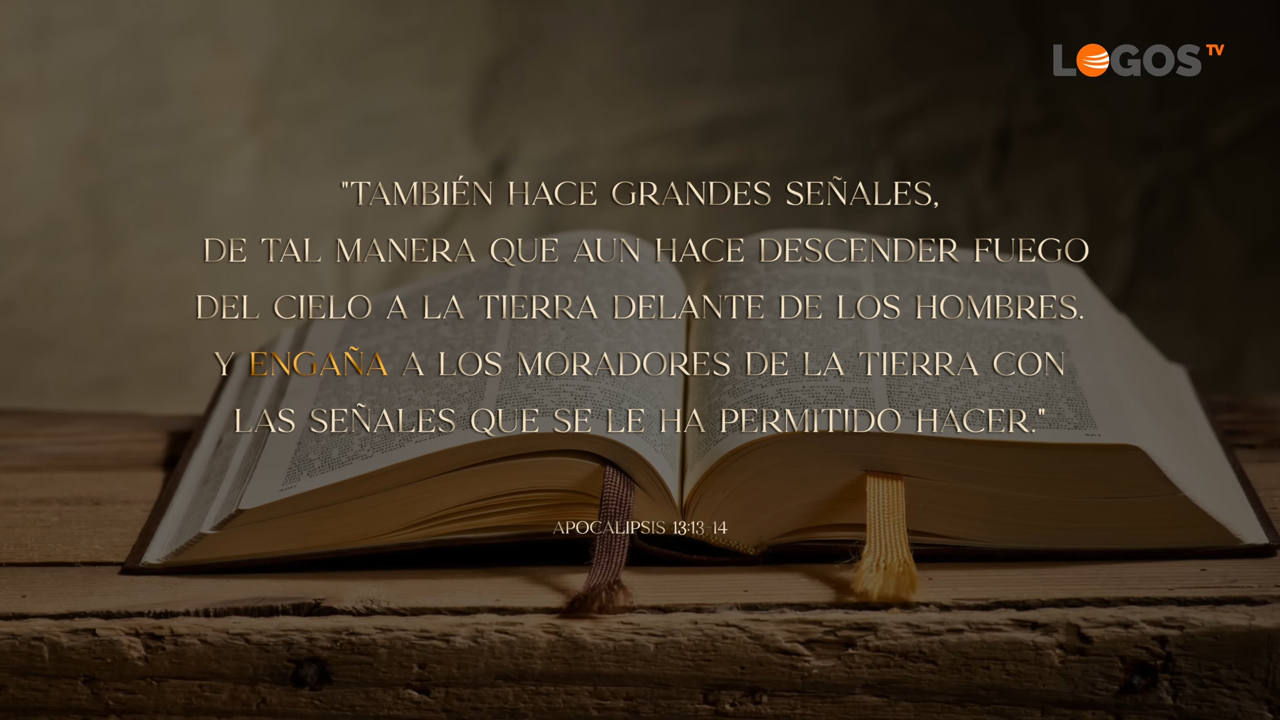 LOGOS TV
"TAMBIÉN HACE GRANDES SEÑALES,
DE TAL MANERA QUE AUN HACE DESCENDER FUEGO
DEL CIELO A LA TIERRA DELANTE DE LOS HOMBRES.
Y ENGAÑA A LOS MORADORES DE LA TIERRA CON
LAS SEÑALES QUE SE LE HA PERMITIDO HACER."
APOCALIPSIS 13:13-14